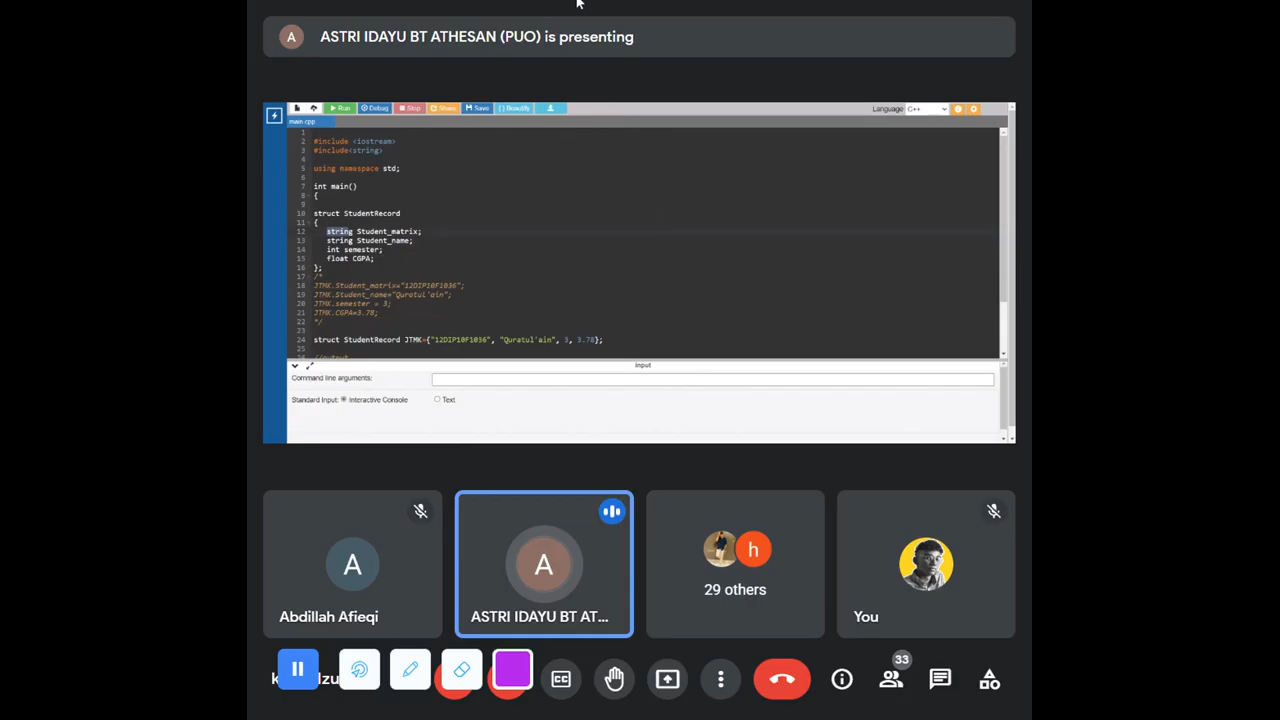 A ASTRI IDAYU BT ATHESAN (PUO) is presenting
Run Debug Stop Share Save { } Beautify Language C++
main.cpp
1
2 #include <iostream>
3 #include<string>
4
5 using namespace std;
6
7 int main()
8 {
9
10 struct StudentRecord
11 {
12 string Student_matrix;
13 string Student_name;
14 int semester;
15 float CGPA;
16 };
17 /*
18 JTMK.Student_matrix="12DIP10F1036";
19 JTMK.Student_name="Quratul'ain";
20 JTMK.semester = 3;
21 JTMK.CGPA=3.78;
22 */
23
24 struct StudentRecord JTMK={"12DIP10F1036", "Quratul'ain", 3, 3.78};
25
26 //output
input
Command line arguments:
Standard Input: Interactive Console Text
A
A
h
29 others
Abdillah Afieqi
ASTRI IDAYU BT AT...
You
33
CC